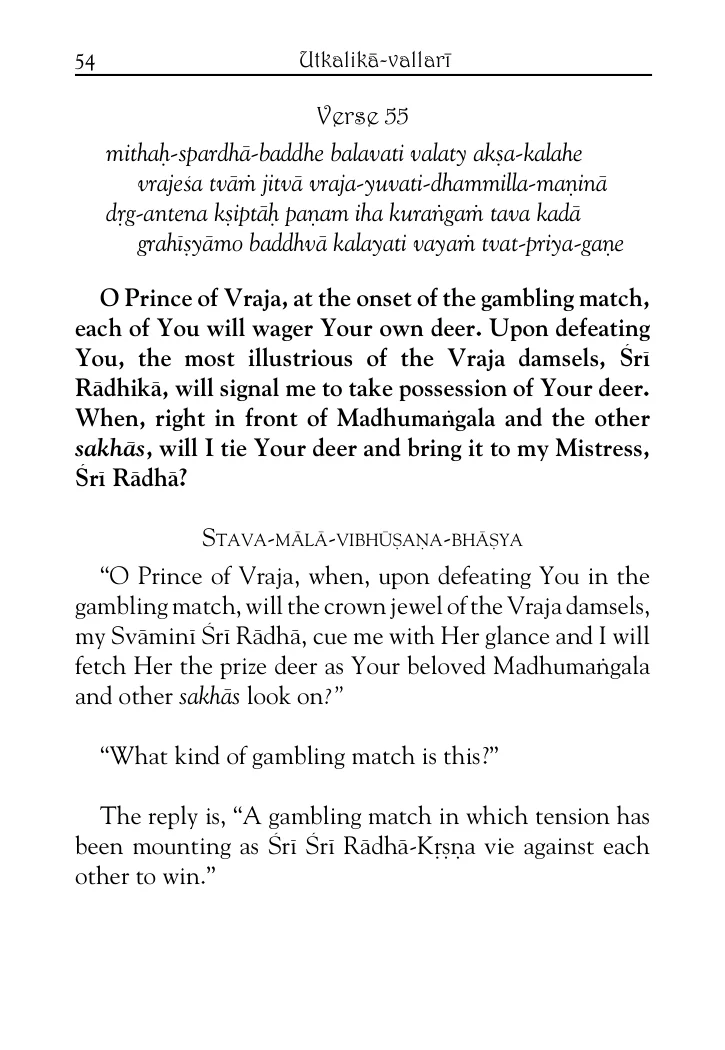 54 Utkalikā-vallarī
Verse 55
mithaḥ-spardhā-baddhe balavati valaty akṣa-kalahe
vrajeśa tvāṁ jitvā vraja-yuvati-dhammilla-maṇinā
dṛg-antena kṣiptāḥ paṇam iha kuraṅgaṁ tava kadā
grahīṣyāmo baddhvā kalayati vayaṁ tvat-priya-gaṇe
O Prince of Vraja, at the onset of the gambling match,
each of You will wager Your own deer. Upon defeating
You, the most illustrious of the Vraja damsels, Śrī
Rādhikā, will signal me to take possession of Your deer.
When, right in front of Madhumaṅgala and the other
sakhās, will I tie Your deer and bring it to my Mistress,
Śrī Rādhā?
Stava-mālā-vibhūṣaṇa-bhāṣya
“O Prince of Vraja, when, upon defeating You in the
gambling match, will the crown jewel of the Vraja damsels,
my Svāminī Śrī Rādhā, cue me with Her glance and I will
fetch Her the prize deer as Your beloved Madhumaṅgala
and other sakhās look on?”
“What kind of gambling match is this?”
The reply is, “A gambling match in which tension has
been mounting as Śrī Śrī Rādhā-Kṛṣṇa vie against each
other to win.”